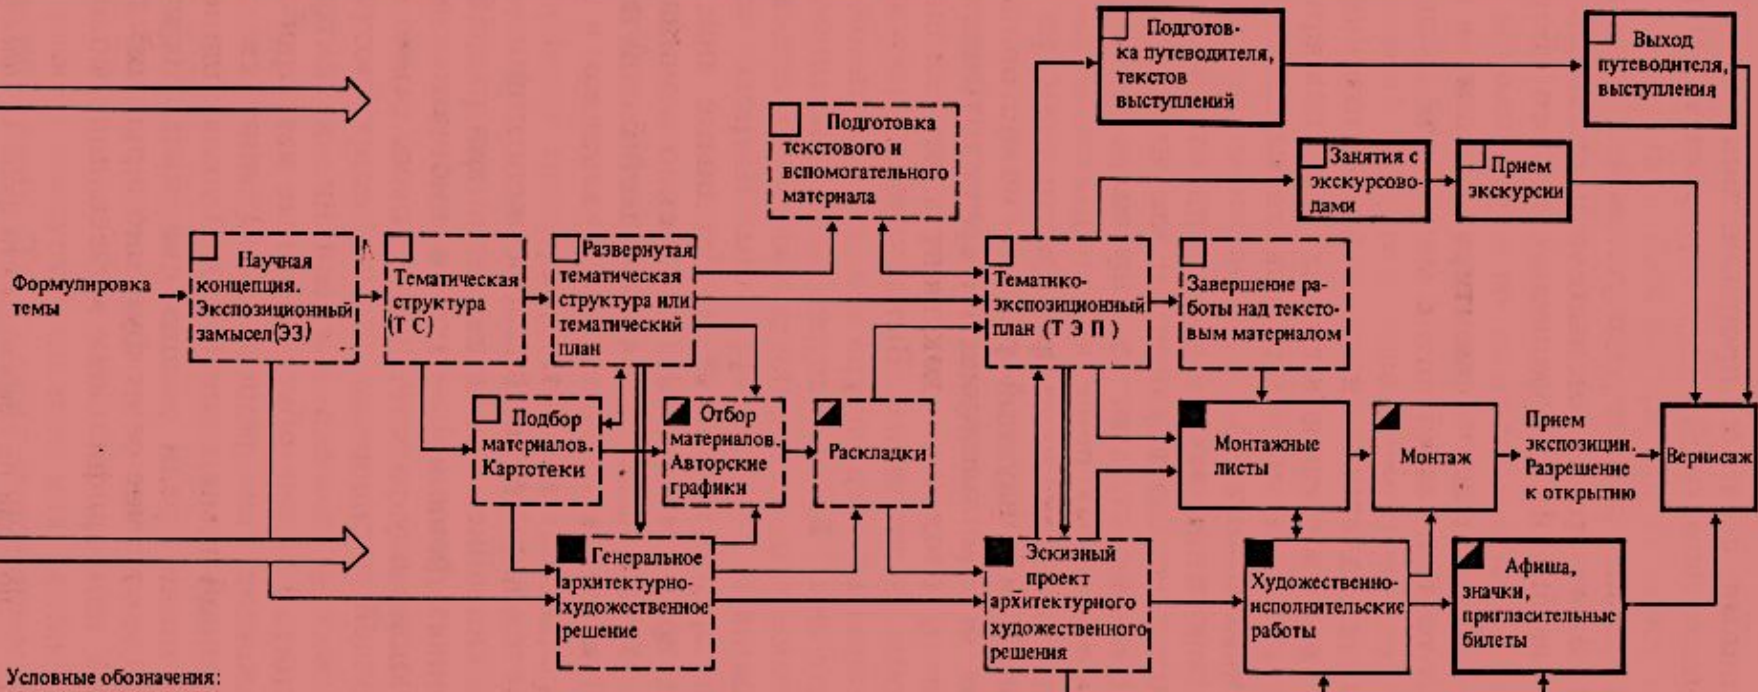 Подготов-
ка путеводителя,
текстов
выступлений
Выход
путеводителя,
выступления
Подготовка
текстового и
вспомогательного
материала
Занятия с
экскурсово-
дами
Прием
экскурсии
Формулировка
темы
Научная
концепция.
Экспозиционный
замысел(ЭЗ)
Тематическая
структура
(Т С)
Развернутая
тематическая
структура или
тематический
план
Тематико-
экспозиционный
план (Т Э П )
Завершение ра-
боты над тексто-
вым материалом
Подбор
материалов.
Картотеки
Отбор
материалов.
Авторские
графики
Раскладки
Монтажные
листы
Монтаж
Прием
экспозиции.
Разрешение
к открытию
Вернисаж
Генеральное
архитектурно-
художественное
решение
Эскизный
проект
архитектурного
художественного
решения
Художественно-
исполнительские
работы
Афиша,
значки,
пригласительные
билеты
Условные обозначения: